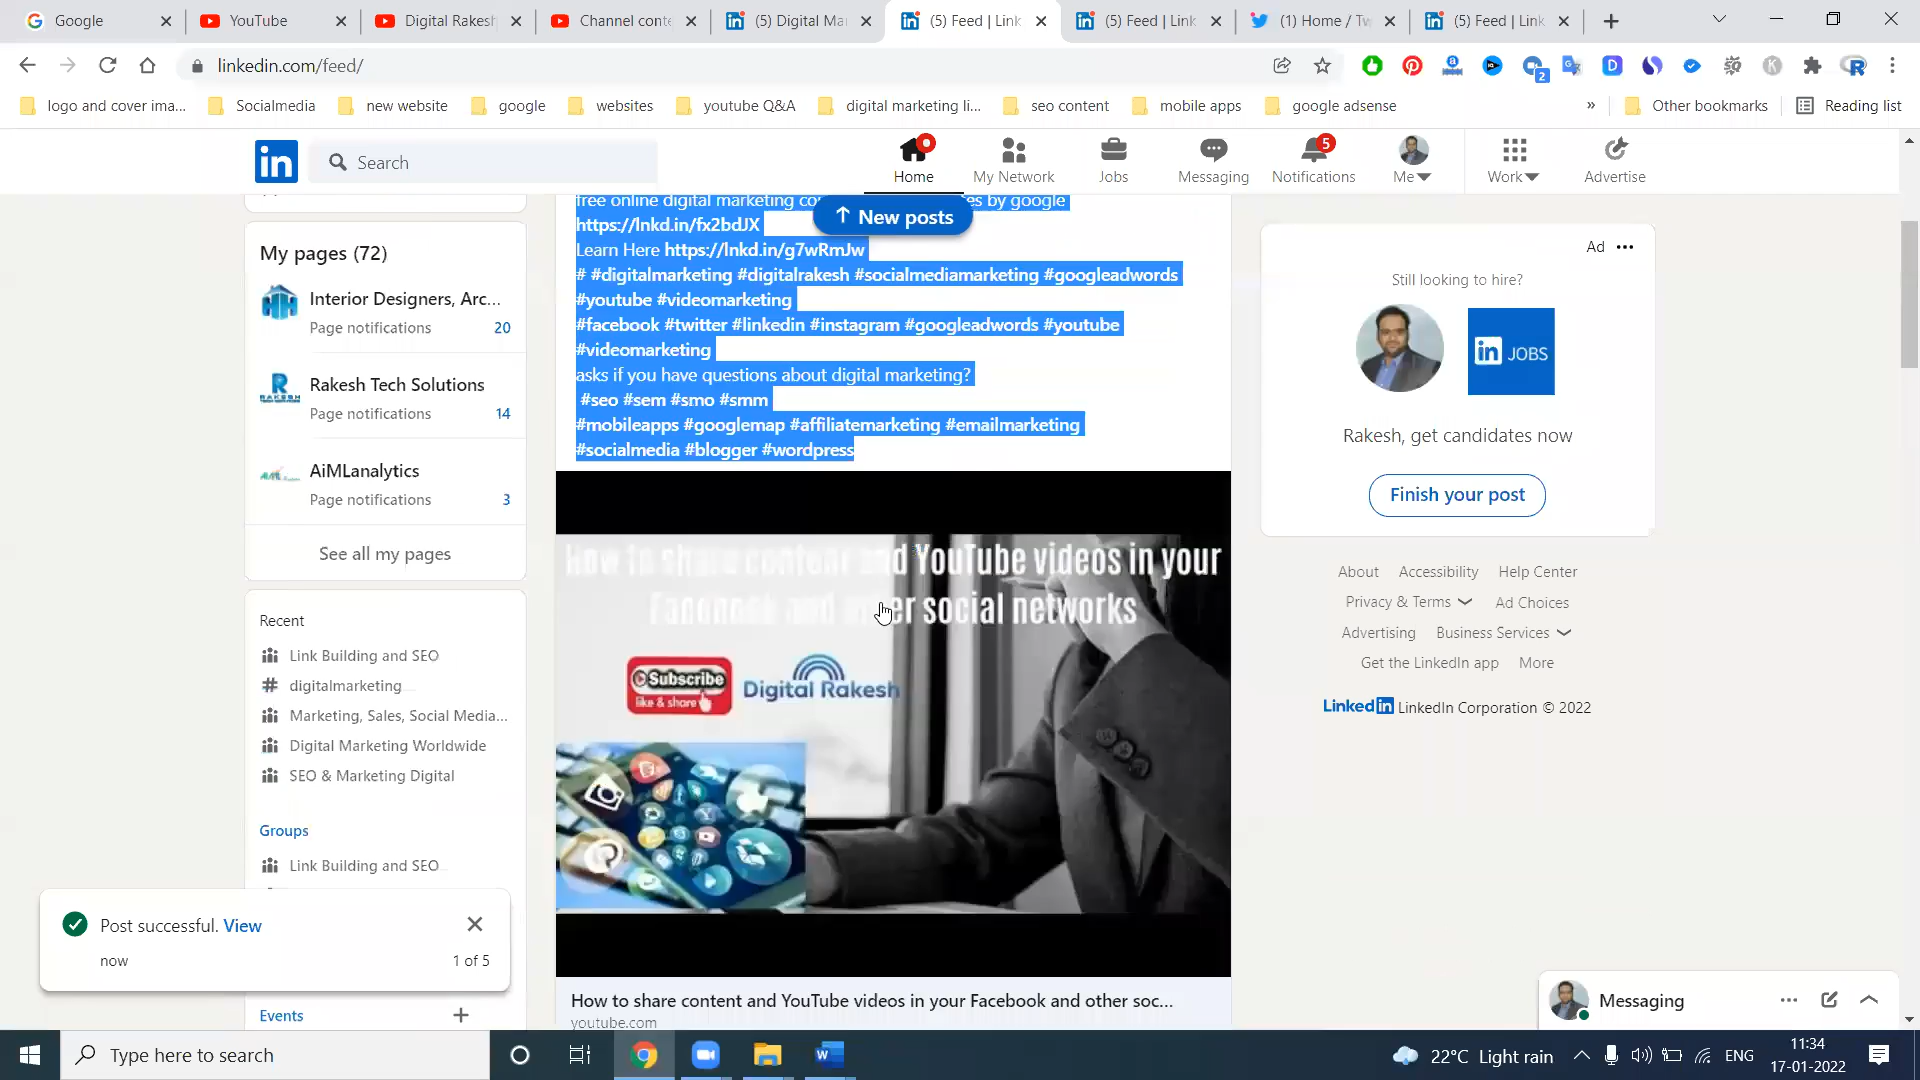 Google
YouTube
Digital Rakesh
Channel conte
(5) Digital Ma
(5) Feed | Link
(5) Feed | Link
(1) Home / Tw
(5) Feed | Link
linkedin.com/feed/
2
logo and cover ima...
Socialmedia
new website
google
websites
youtube Q&A
digital marketing li...
seo content
mobile apps
google adsense
»
Other bookmarks
Reading list
in
Search
Home
My Network
Jobs
Messaging
5
Notifications
Me
Work
Advertise
My pages (72)
Interior Designers, Arc...
Page notifications 20
Rakesh Tech Solutions
Page notifications 14
AiMLanalytics
Page notifications 3
See all my pages
Recent
Link Building and SEO
# digitalmarketing
Marketing, Sales, Social Media...
Digital Marketing Worldwide
SEO & Marketing Digital
Groups
Link Building and SEO
Post successful. View
now
1 of 5
Events +
New posts
free online digital marketing by google
https://lnkd.in/fx2bdJX
Learn Here https://lnkd.in/g7wRmJw
# #digitalmarketing #digitalrakesh #socialmediamarketing #googleadwords
#youtube #videomarketing
#facebook #twitter #linkedin #instagram #googleadwords #youtube
#videomarketing
asks if you have questions about digital marketing?
#seo #sem #smo #smm
#mobileapps #googlemap #affiliatemarketing #emailmarketing
#socialmedia #blogger #wordpress
How to share content and YouTube videos in your
Facebook and other social networks
Subscribe
like & share
Digital Rakesh
How to share content and YouTube videos in your Facebook and other soc...
youtube.com
Ad
Still looking to hire?
in JOBS
Rakesh, get candidates now
Finish your post
About Accessibility Help Center
Privacy & Terms Ad Choices
Advertising Business Services
Get the LinkedIn app More
LinkedIn LinkedIn Corporation © 2022
Messaging
Type here to search
22°C Light rain
ENG
11:34
17-01-2022